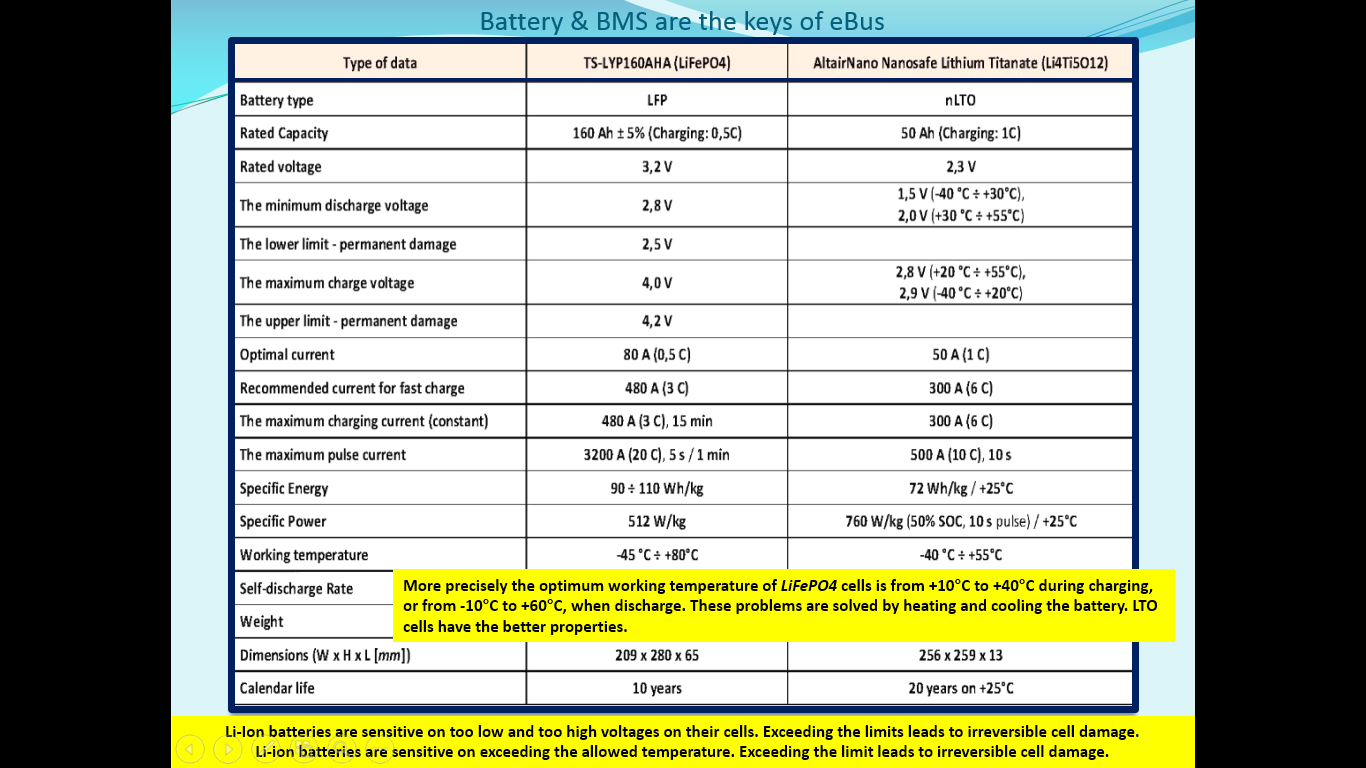 Battery & BMS are the keys of eBus
Type of data TS-LYP160AHA (LiFePO4) AltairNano Nanosafe Lithium Titanate (Li4Ti5O12)
Battery type LFP nLTO
Rated Capacity 160 Ah ± 5% (Charging: 0,5C) 50 Ah (Charging: 1C)
Rated voltage 3,2 V 2,3 V
The minimum discharge voltage 2,8 V 1,5 V (-40 °C ÷ +30°C),
2,0 V (+30 °C ÷ +55°C)
The lower limit - permanent damage 2,5 V
The maximum charge voltage 4,0 V 2,8 V (+20 °C ÷ +55°C),
2,9 V (-40 °C ÷ +20°C)
The upper limit - permanent damage 4,2 V
Optimal current 80 A (0,5 C) 50 A (1 C)
Recommended current for fast charge 480 A (3 C) 300 A (6 C)
The maximum charging current (constant) 480 A (3 C), 15 min 300 A (6 C)
The maximum pulse current 3200 A (20 C), 5 s / 1 min 500 A (10 C), 10 s
Specific Energy 90 ÷ 110 Wh/kg 72 Wh/kg / +25°C
Specific Power 512 W/kg 760 W/kg (50% SOC, 10 s pulse) / +25°C
Working temperature -45 °C ÷ +80°C -40 °C ÷ +55°C
Self-discharge Rate
Weight
More precisely the optimum working temperature of LiFePO4 cells is from +10°C to +40°C during charging,
or from -10°C to +60°C, when discharge. These problems are solved by heating and cooling the battery. LTO
cells have the better properties.
Dimensions (W x H x L [mm]) 209 x 280 x 65 256 x 259 x 13
Calendar life 10 years 20 years on +25°C
Li-Ion batteries are sensitive on too low and too high voltages on their cells. Exceeding the limits leads to irreversible cell damage.
Li-ion batteries are sensitive on exceeding the allowed temperature. Exceeding the limit leads to irreversible cell damage.